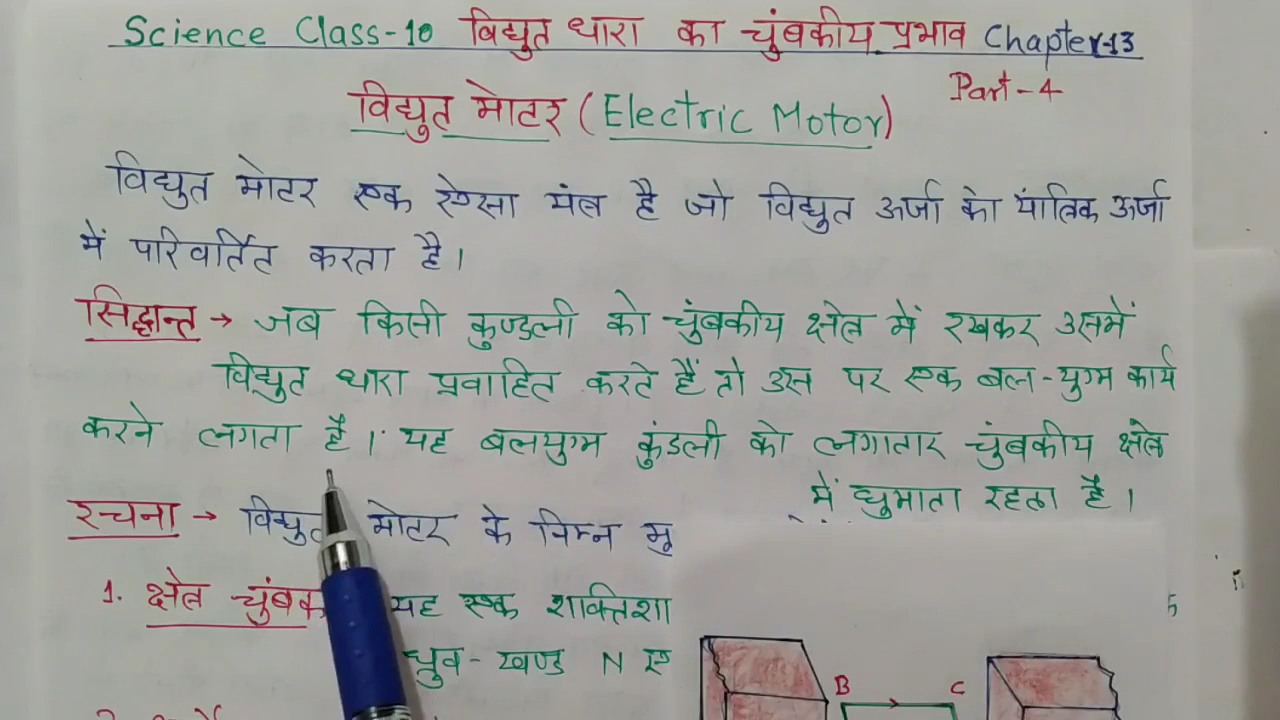 Science Class-10 विद्युत धारा का चुंबकीय प्रभाव Chapter-13
Part-4
विद्युत मोटर (Electric Motor)
विद्युत मोटर एक ऐसा यंत्र है जो विद्युत ऊर्जा को यांत्रिक ऊर्जा
में परिवर्तित करता है।
सिद्धान्त → जब किसी कुण्डली को चुंबकीय क्षेत्र में रखकर उसमें
विद्युत धारा प्रवाहित करते हैं तो उस पर एक बल-युग्म कार्य
करने लगता है। यह बलयुग्म कुंडली को लगातार चुंबकीय क्षेत्र
में घुमाता रहता है।
रचना → विद्युत मोटर के निम्न मु
1. क्षेत्र चुंबक यह एक शक्तिशा
ध्रुव-खण्ड N ए
B C